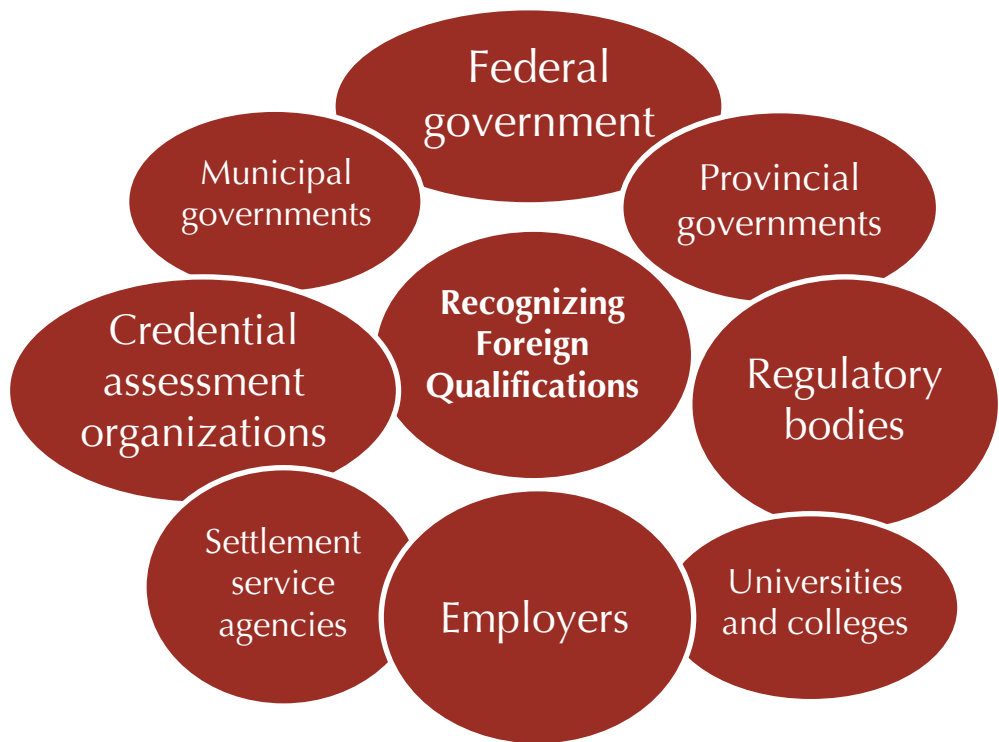 Federal
government
Municipal
governments
Provincial
governments
Recognizing
Foreign
Qualifications
Credential
assessment
organizations
Regulatory
bodies
Settlement
service
agencies
Employers
Universities
and colleges